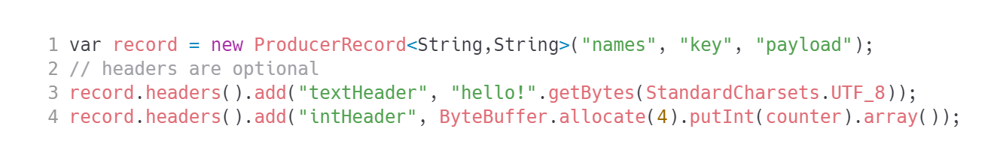 1 var record = new ProducerRecord<String,String>("names", "key", "payload");
2 // headers are optional
3 record.headers().add("textHeader", "hello!".getBytes(StandardCharsets.UTF_8));
4 record.headers().add("intHeader", ByteBuffer.allocate(4).putInt(counter).array());